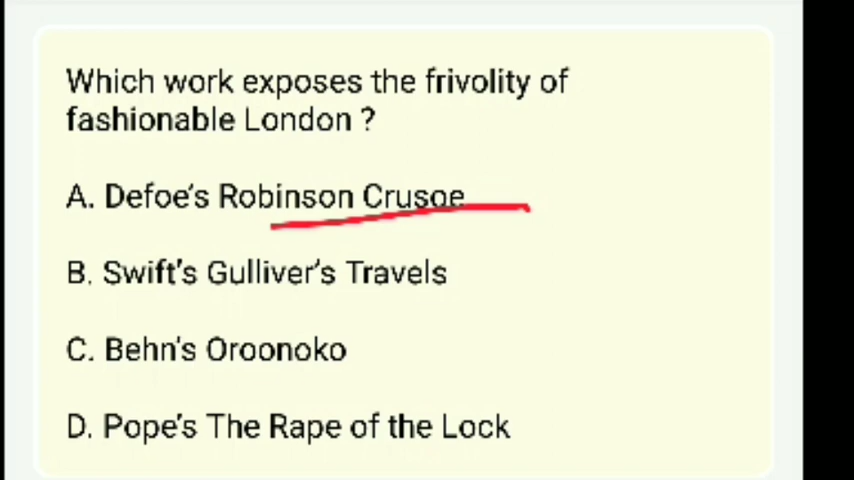 Which work exposes the frivolity of
fashionable London ?
A. Defoe's Robinson Crusoe
B. Swift's Gulliver's Travels
C. Behn's Oroonoko
D. Pope's The Rape of the Lock